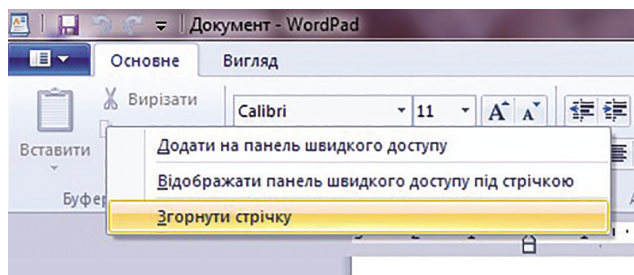 Документ - WordPad
Основне Вигляд
Вирізати
Calibri 11 A A
Вставити
Додати на панель швидкого доступу
Відображати панель швидкого доступу під стрічкою
Згорнути стрічку